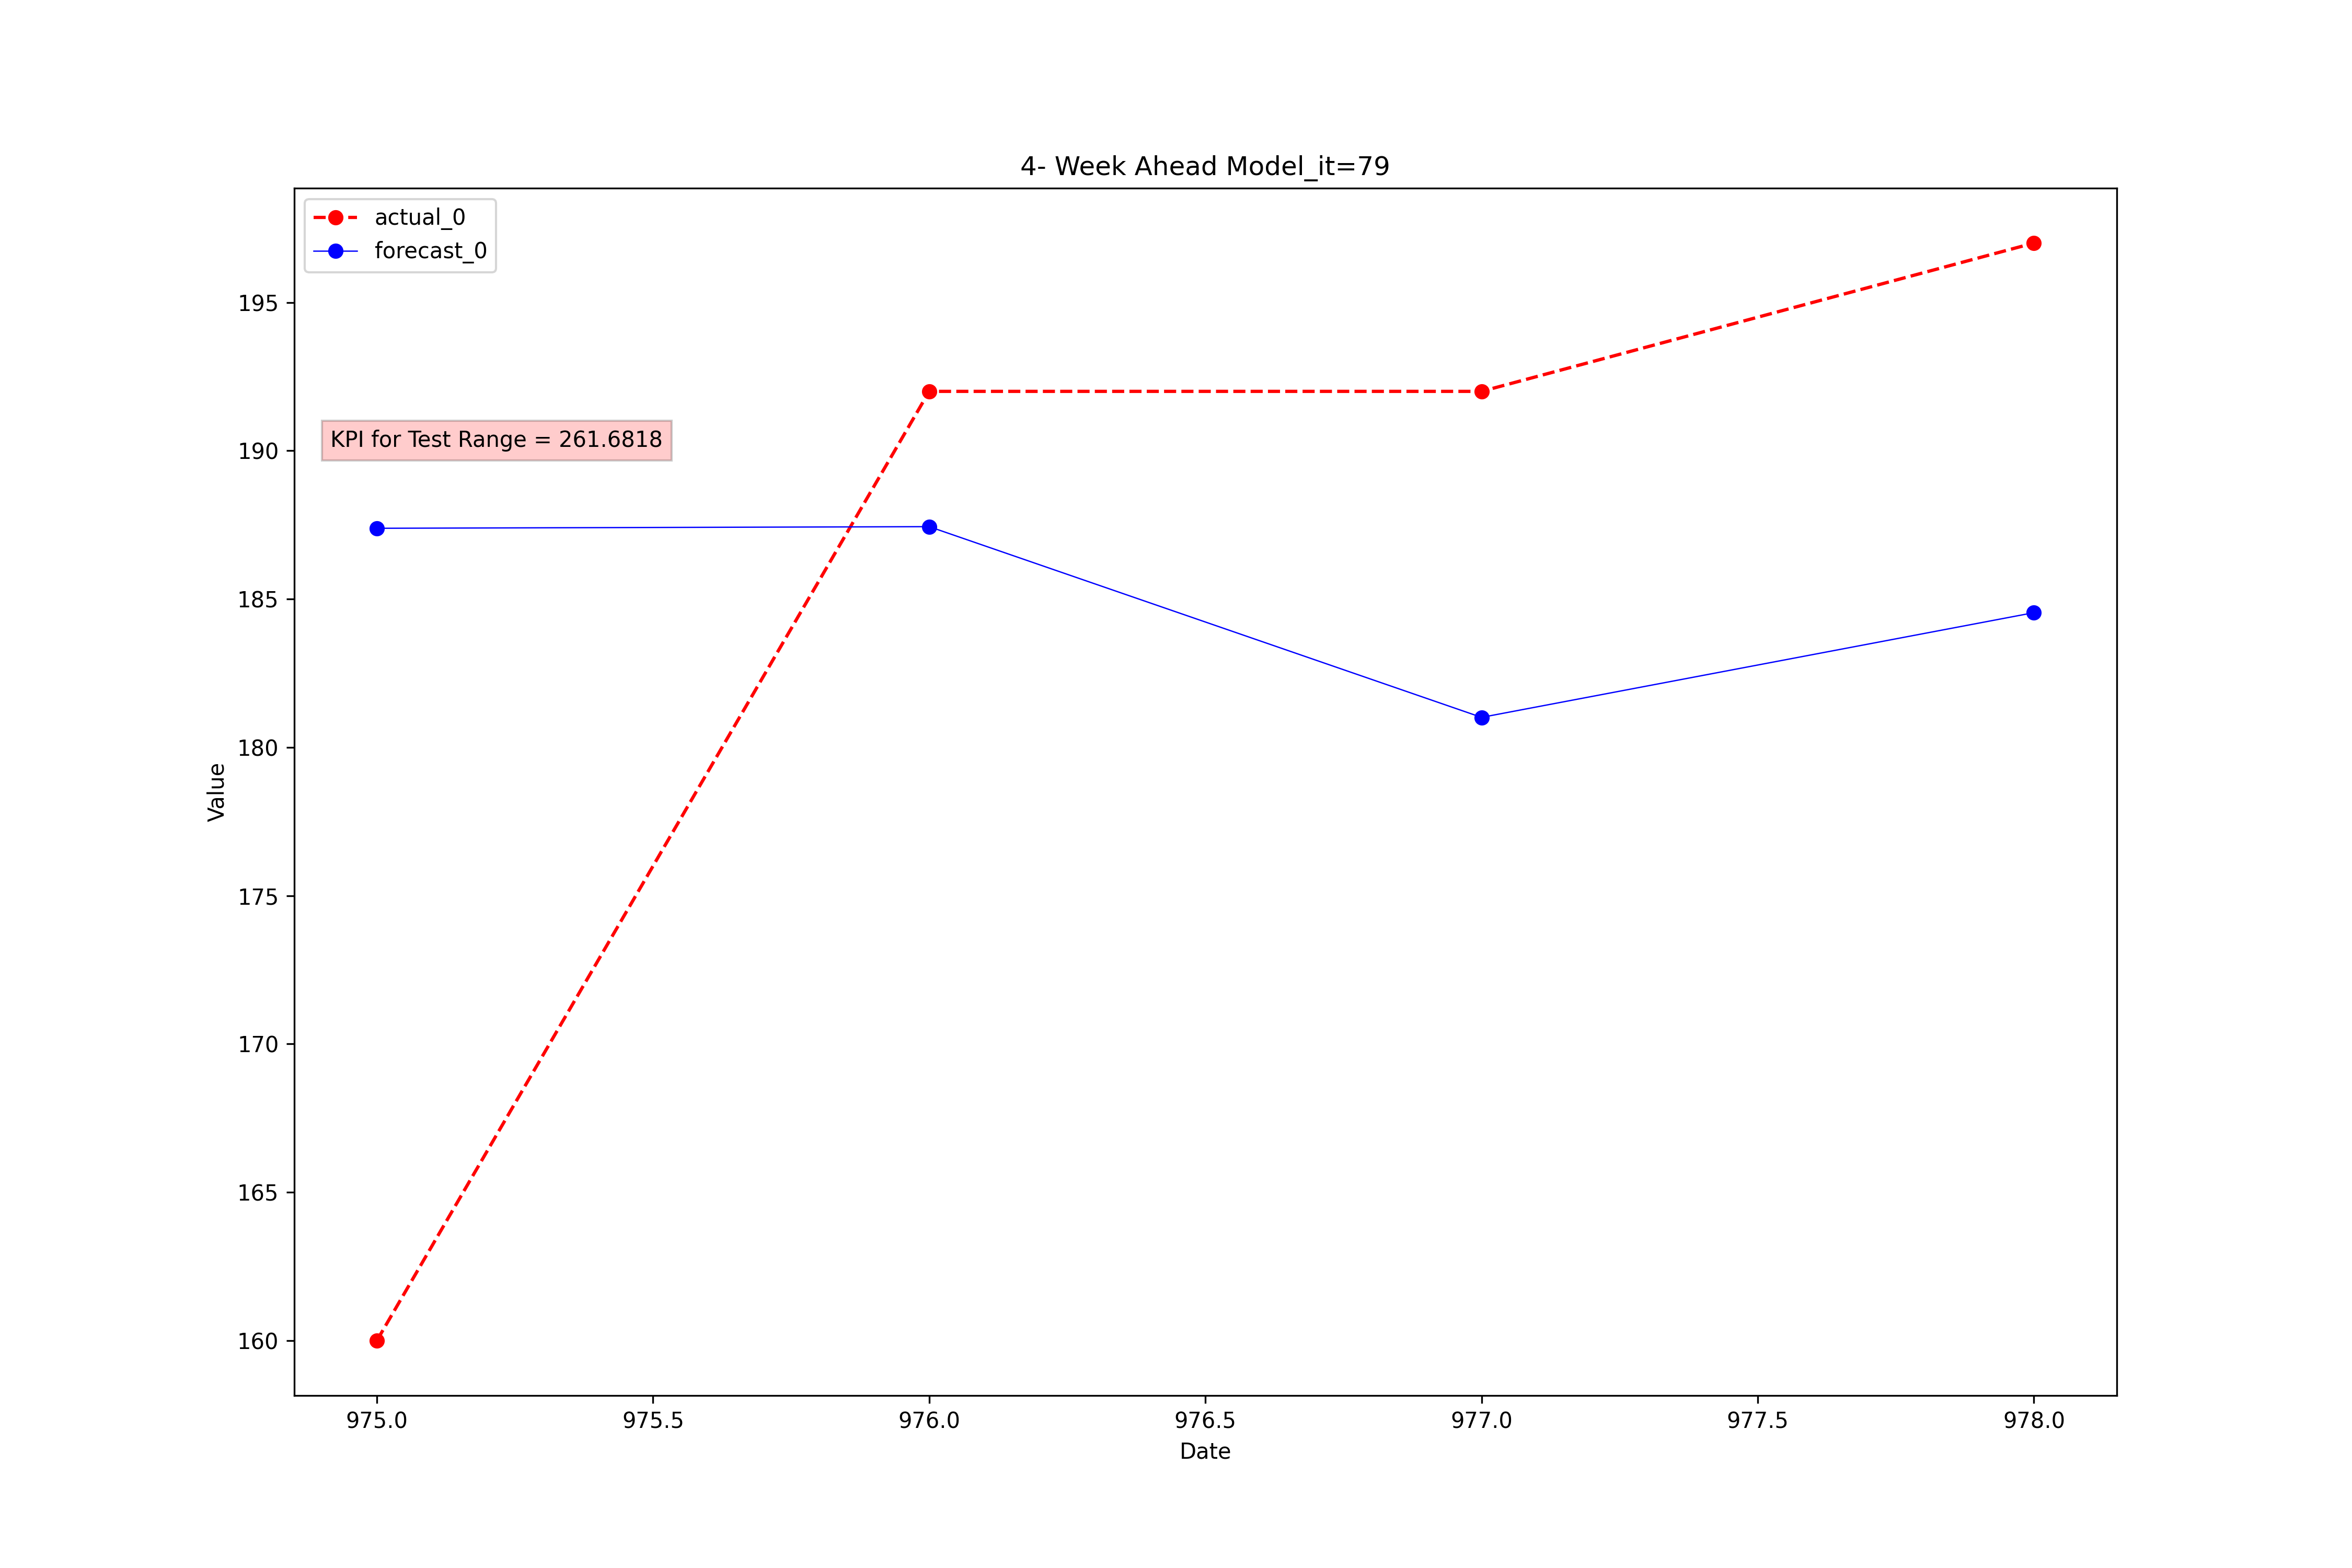 4- Week Ahead Model_it=79
actual_0
forecast_0
KPI for Test Range = 261.6818
195
190
185
180
175
170
165
160
Value
975.0 975.5 976.0 976.5 977.0 977.5 978.0
Date